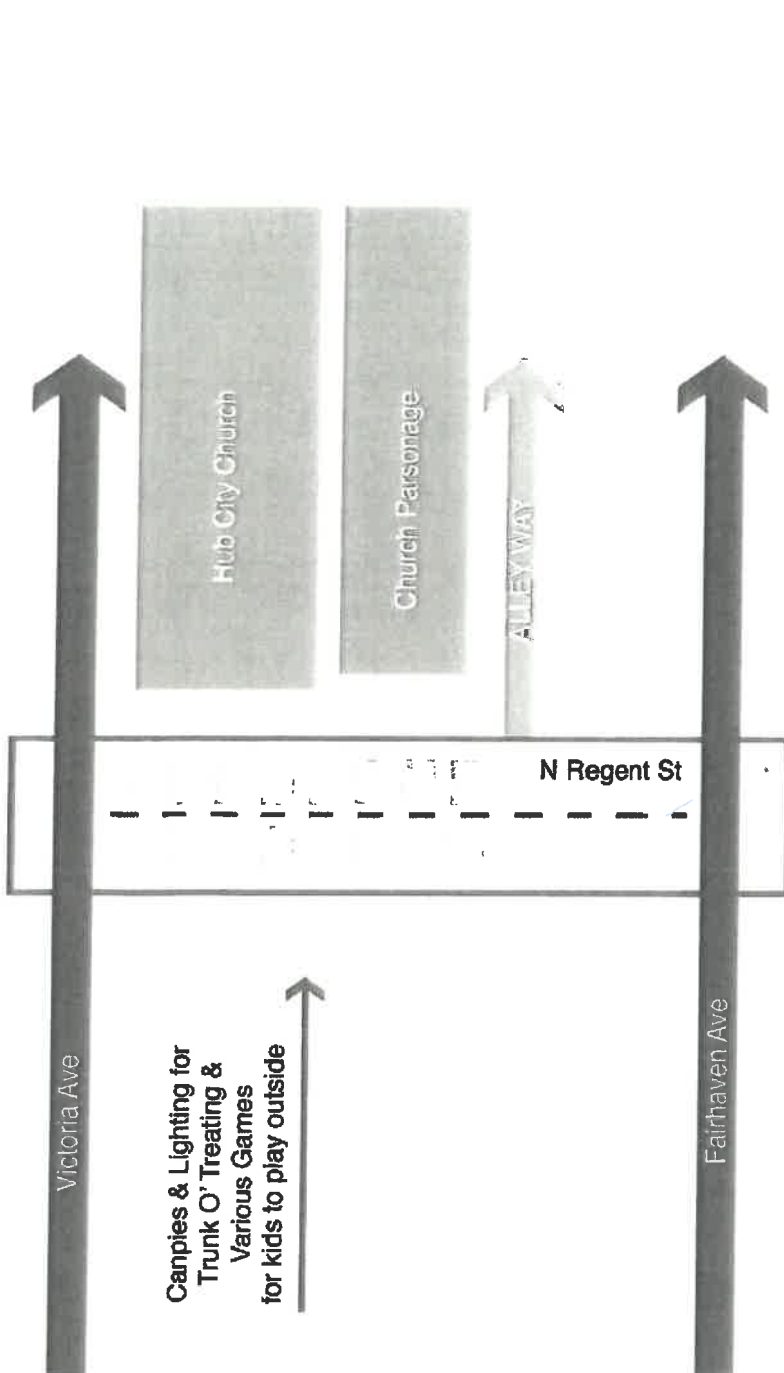 Victoria Ave
Hub City Church
Church Parsonage
ALLEY WAY
N Regent St
Canpies & Lighting for
Trunk O' Treating &
Various Games
for kids to play outside
Fairhaven Ave